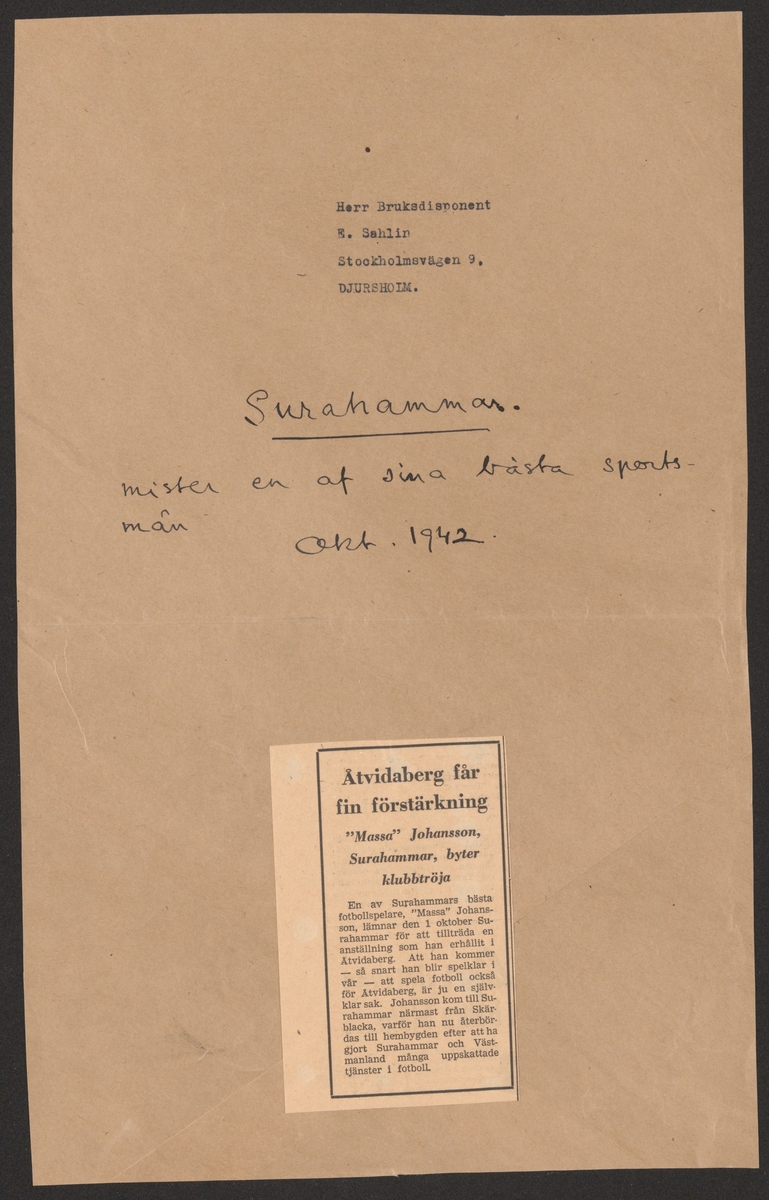 Herr Bruksdisponent
E. Sahlin
Stockholmsvägen 9.
DJURSHOLM.
Surahammar.
mister en af sina bästa sports-
män
Okt. 1942.
Åtvidaberg får
fin förstärkning
"Massa" Johansson,
Surahammar, byter
klubbtröja
En av Surahammars bästa
fotbollspelare, "Massa" Johans-
son, lämnar den 1 oktober Su-
rahammar för att tillträda en
anställning som han erhållit i
Åtvidaberg. Att han kommer
— så snart han blir spelklar i
vår — att spela fotboll också
för Åtvidaberg, är ju en själv-
klar sak. Johansson kom till Su-
rahammar närmast från Skär-
blacka, varför han nu återbör-
das till hembygden efter att ha
gjort Surahammar och Väst-
manland många uppskattade
tjänster i fotboll.